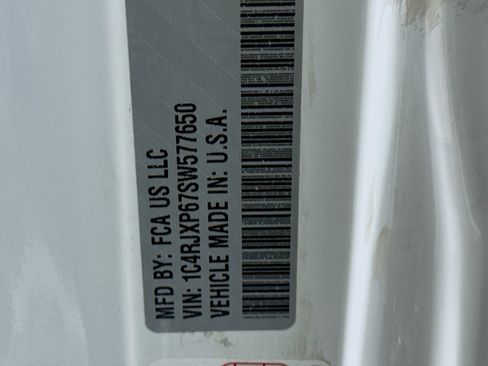 MFD BY: FCA US LLC
VIN: 1C4RJXP67SW577650
VEHICLE MADE IN: U.S.A.